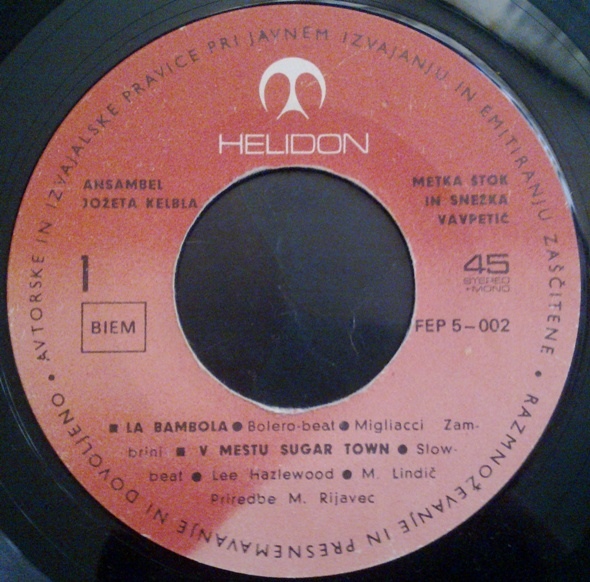 AVTORSKE IN IZVAJALSKE PRAVICE PRI JAVNEM IZVAJANJU IN EMITIRANJU ZAŠČITENE • RAZMNOŽEVANJE IN PRESNEMAVANJE NI DOVOLJENO •
HELIDON
ANSAMBEL
JOŽETA KELBLA
METKA ŠTOK
IN SNEŽKA
VAVPETIČ
1
45
STEREO
+MONO
BIEM
FEP 5-002
■ LA BAMBOLA ● Bolero-beat ● Migliacci Zam-
brini ■ V MESTU SUGAR TOWN ● Slow-
beat ● Lee Hazlewood ● M. Lindič
Priredbe M. Rijavec